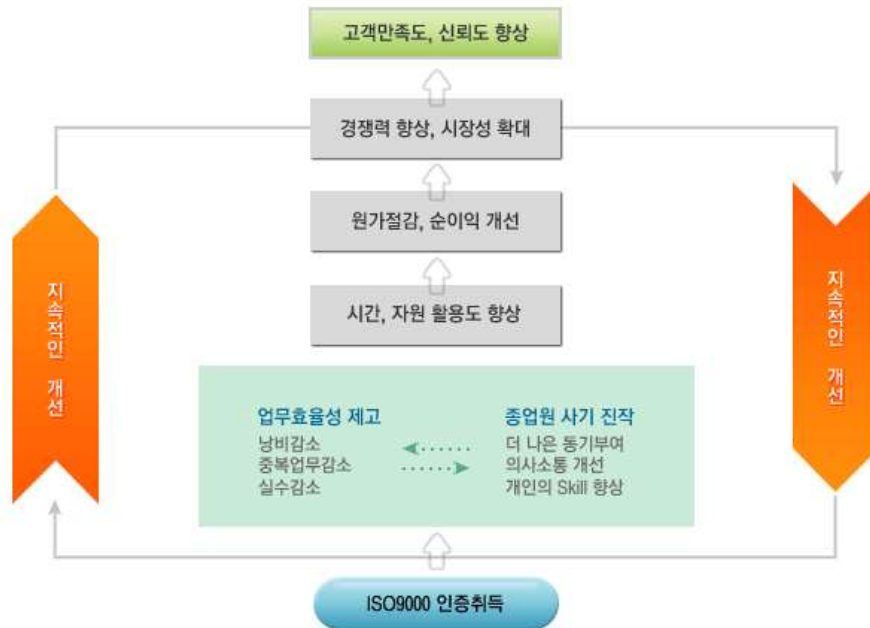 고객만족도, 신뢰도 향상
경쟁력 향상, 시장성 확대
원가절감, 순이익 개선
시간, 자원 활용도 향상
지속적인 개선
지속적인 개선
업무효율성 제고
낭비감소
중복업무감소
실수감소
종업원 사기 진작
더 나은 동기부여
의사소통 개선
개인의 Skill 향상
ISO9000 인증취득